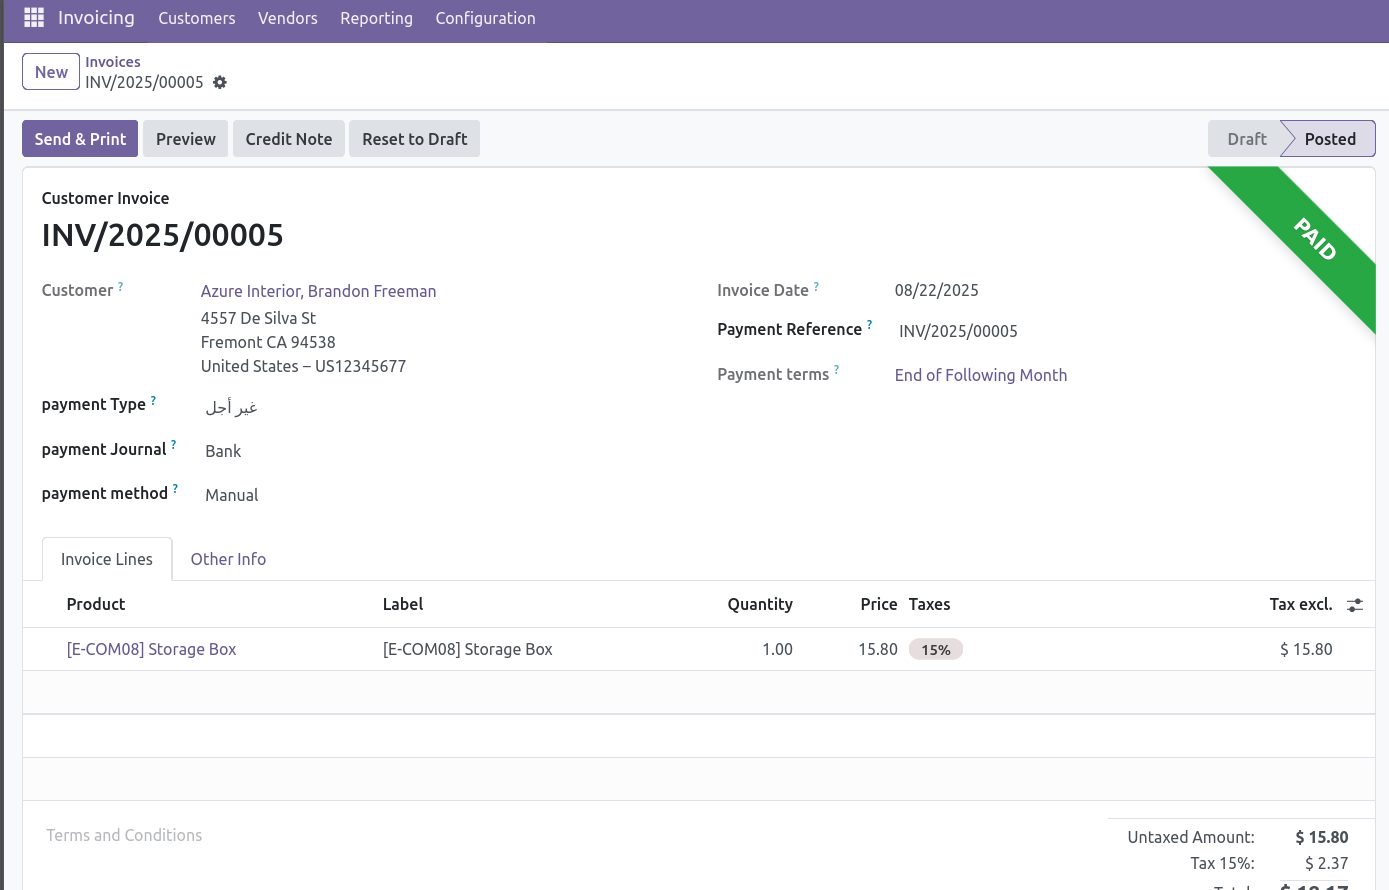 Invoicing Customers Vendors Reporting Configuration
New
Invoices
INV/2025/00005
Send & Print Preview Credit Note Reset to Draft Draft Posted
PAID
Customer Invoice
INV/2025/00005
Customer ? Azure Interior, Brandon Freeman
4557 De Silva St
Fremont CA 94538
United States – US12345677
payment Type ? غير أجل
payment Journal ? Bank
payment method ? Manual
Invoice Date ? 08/22/2025
Payment Reference ? INV/2025/00005
Payment terms ? End of Following Month
Invoice Lines Other Info
Product Label Quantity Price Taxes Tax excl.
[E-COM08] Storage Box [E-COM08] Storage Box 1.00 15.80 15% $ 15.80
Terms and Conditions
Untaxed Amount: $ 15.80
Tax 15%: $ 2.37